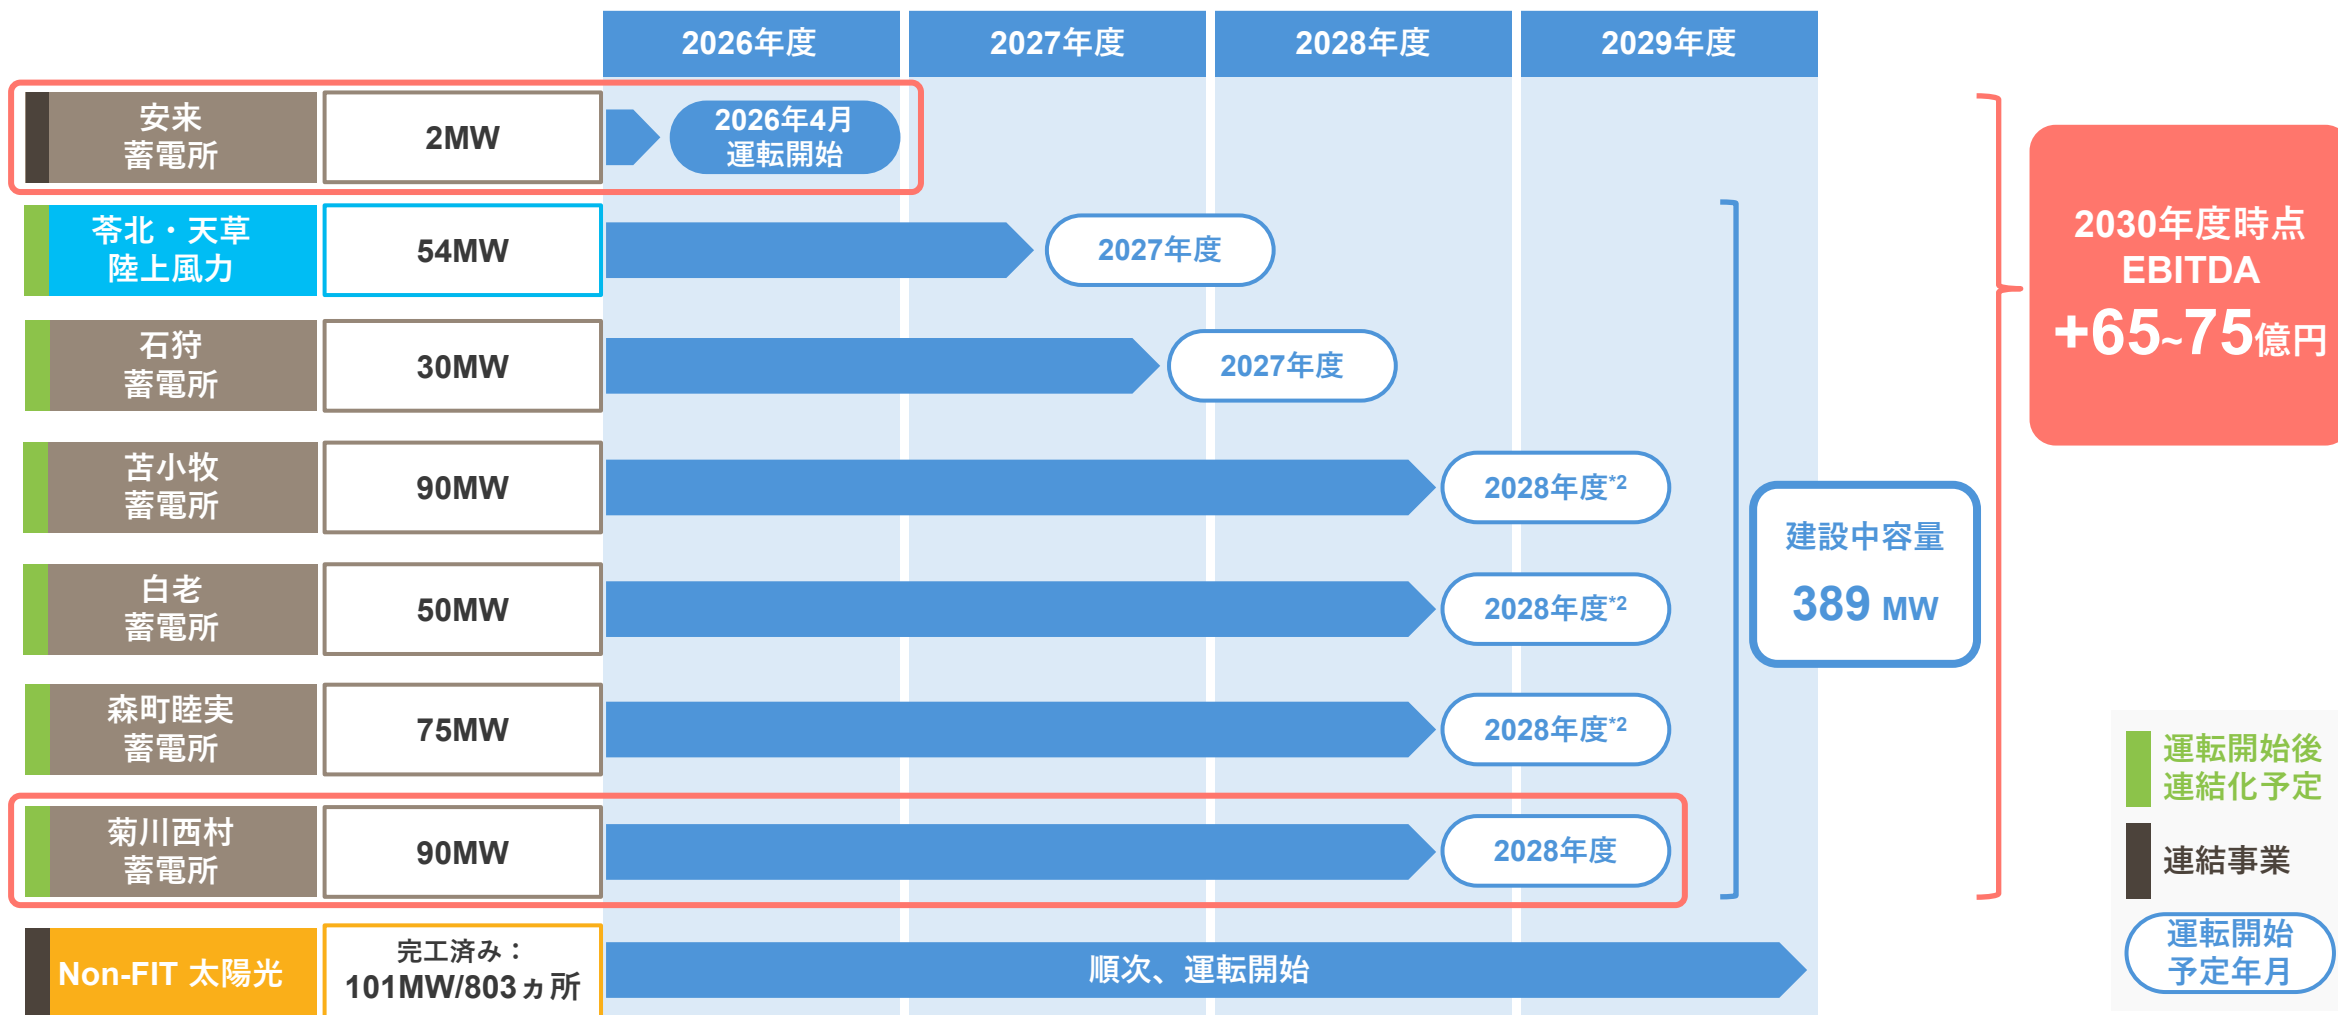 2026年度 2027年度 2028年度 2029年度
安来
蓄電所
2MW
2026年4月
運転開始
苓北・天草
陸上風力
54MW
2027年度
石狩
蓄電所
30MW
2027年度
苫小牧
蓄電所
90MW
2028年度*2
白老
蓄電所
50MW
2028年度*2
森町睦実
蓄電所
75MW
2028年度*2
菊川西村
蓄電所
90MW
2028年度
Non-FIT 太陽光
完工済み：
101MW/803ヵ所
順次、運転開始
建設中容量
389 MW
2030年度時点
EBITDA
+65~75億円
運転開始後
連結化予定
連結事業
運転開始
予定年月